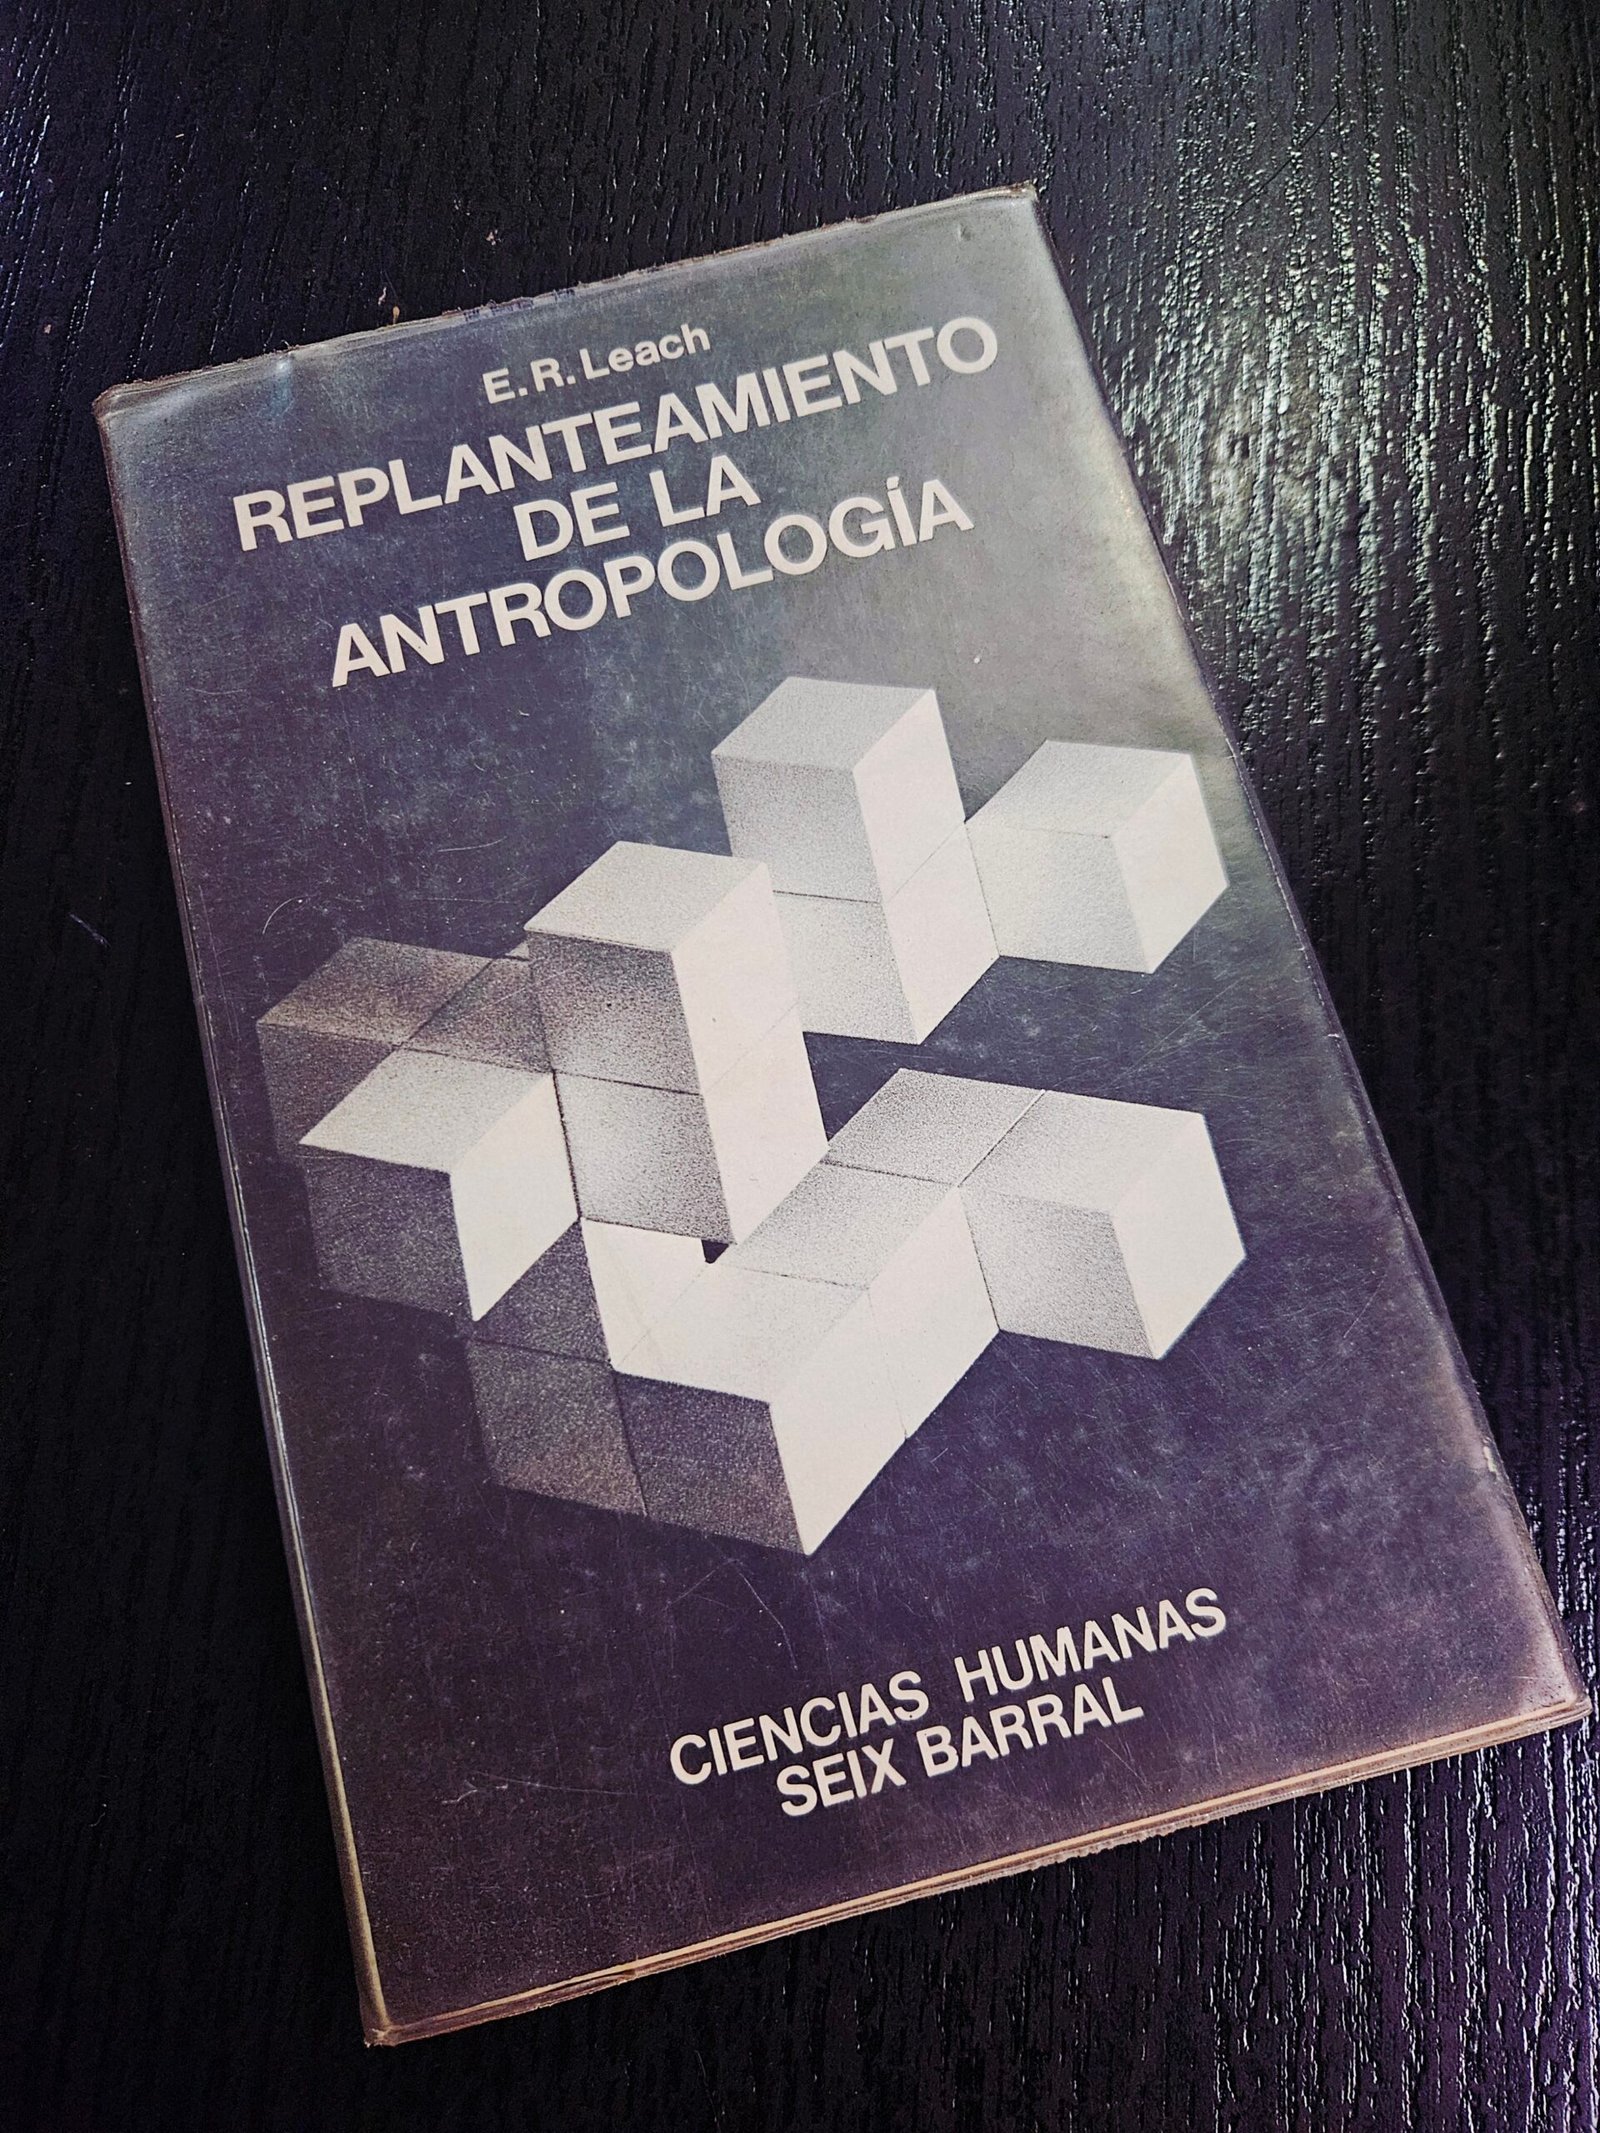 E. R. Leach
REPLANTEAMIENTO
DE LA
ANTROPOLOGÍA
CIENCIAS HUMANAS
SEIX BARRAL